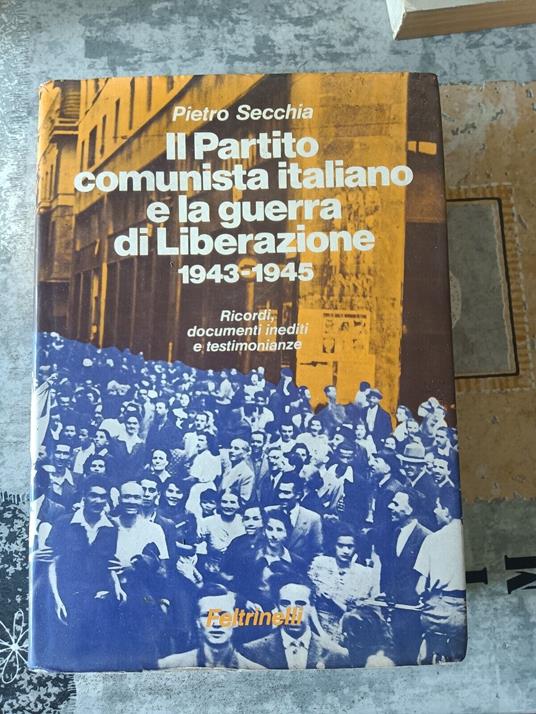 Pietro Secchia
Il Partito
comunista italiano
e la guerra
di Liberazione
1943-1945
Ricordi,
documenti inediti
e testimonianze
Feltrinelli